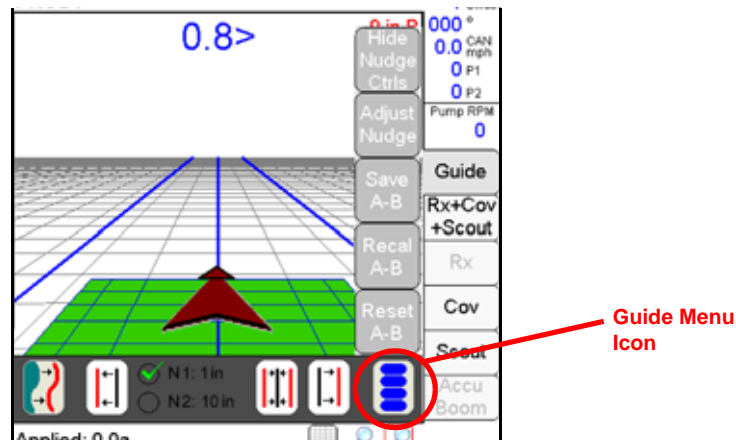 0.8>
9 in R
000 °
0.0 CAN mph
0 P1
0 P2
Pump RPM
0
Hide
Nudge
Ctrls
Adjust
Nudge
Save
A-B
Recal
A-B
Reset
A-B
Guide
Rx+Cov
+Scout
Rx
Cov
Scout
Accu
Boom
N1: 1 in
N2: 10 in
Guide Menu
Icon
Applied: 0.0a